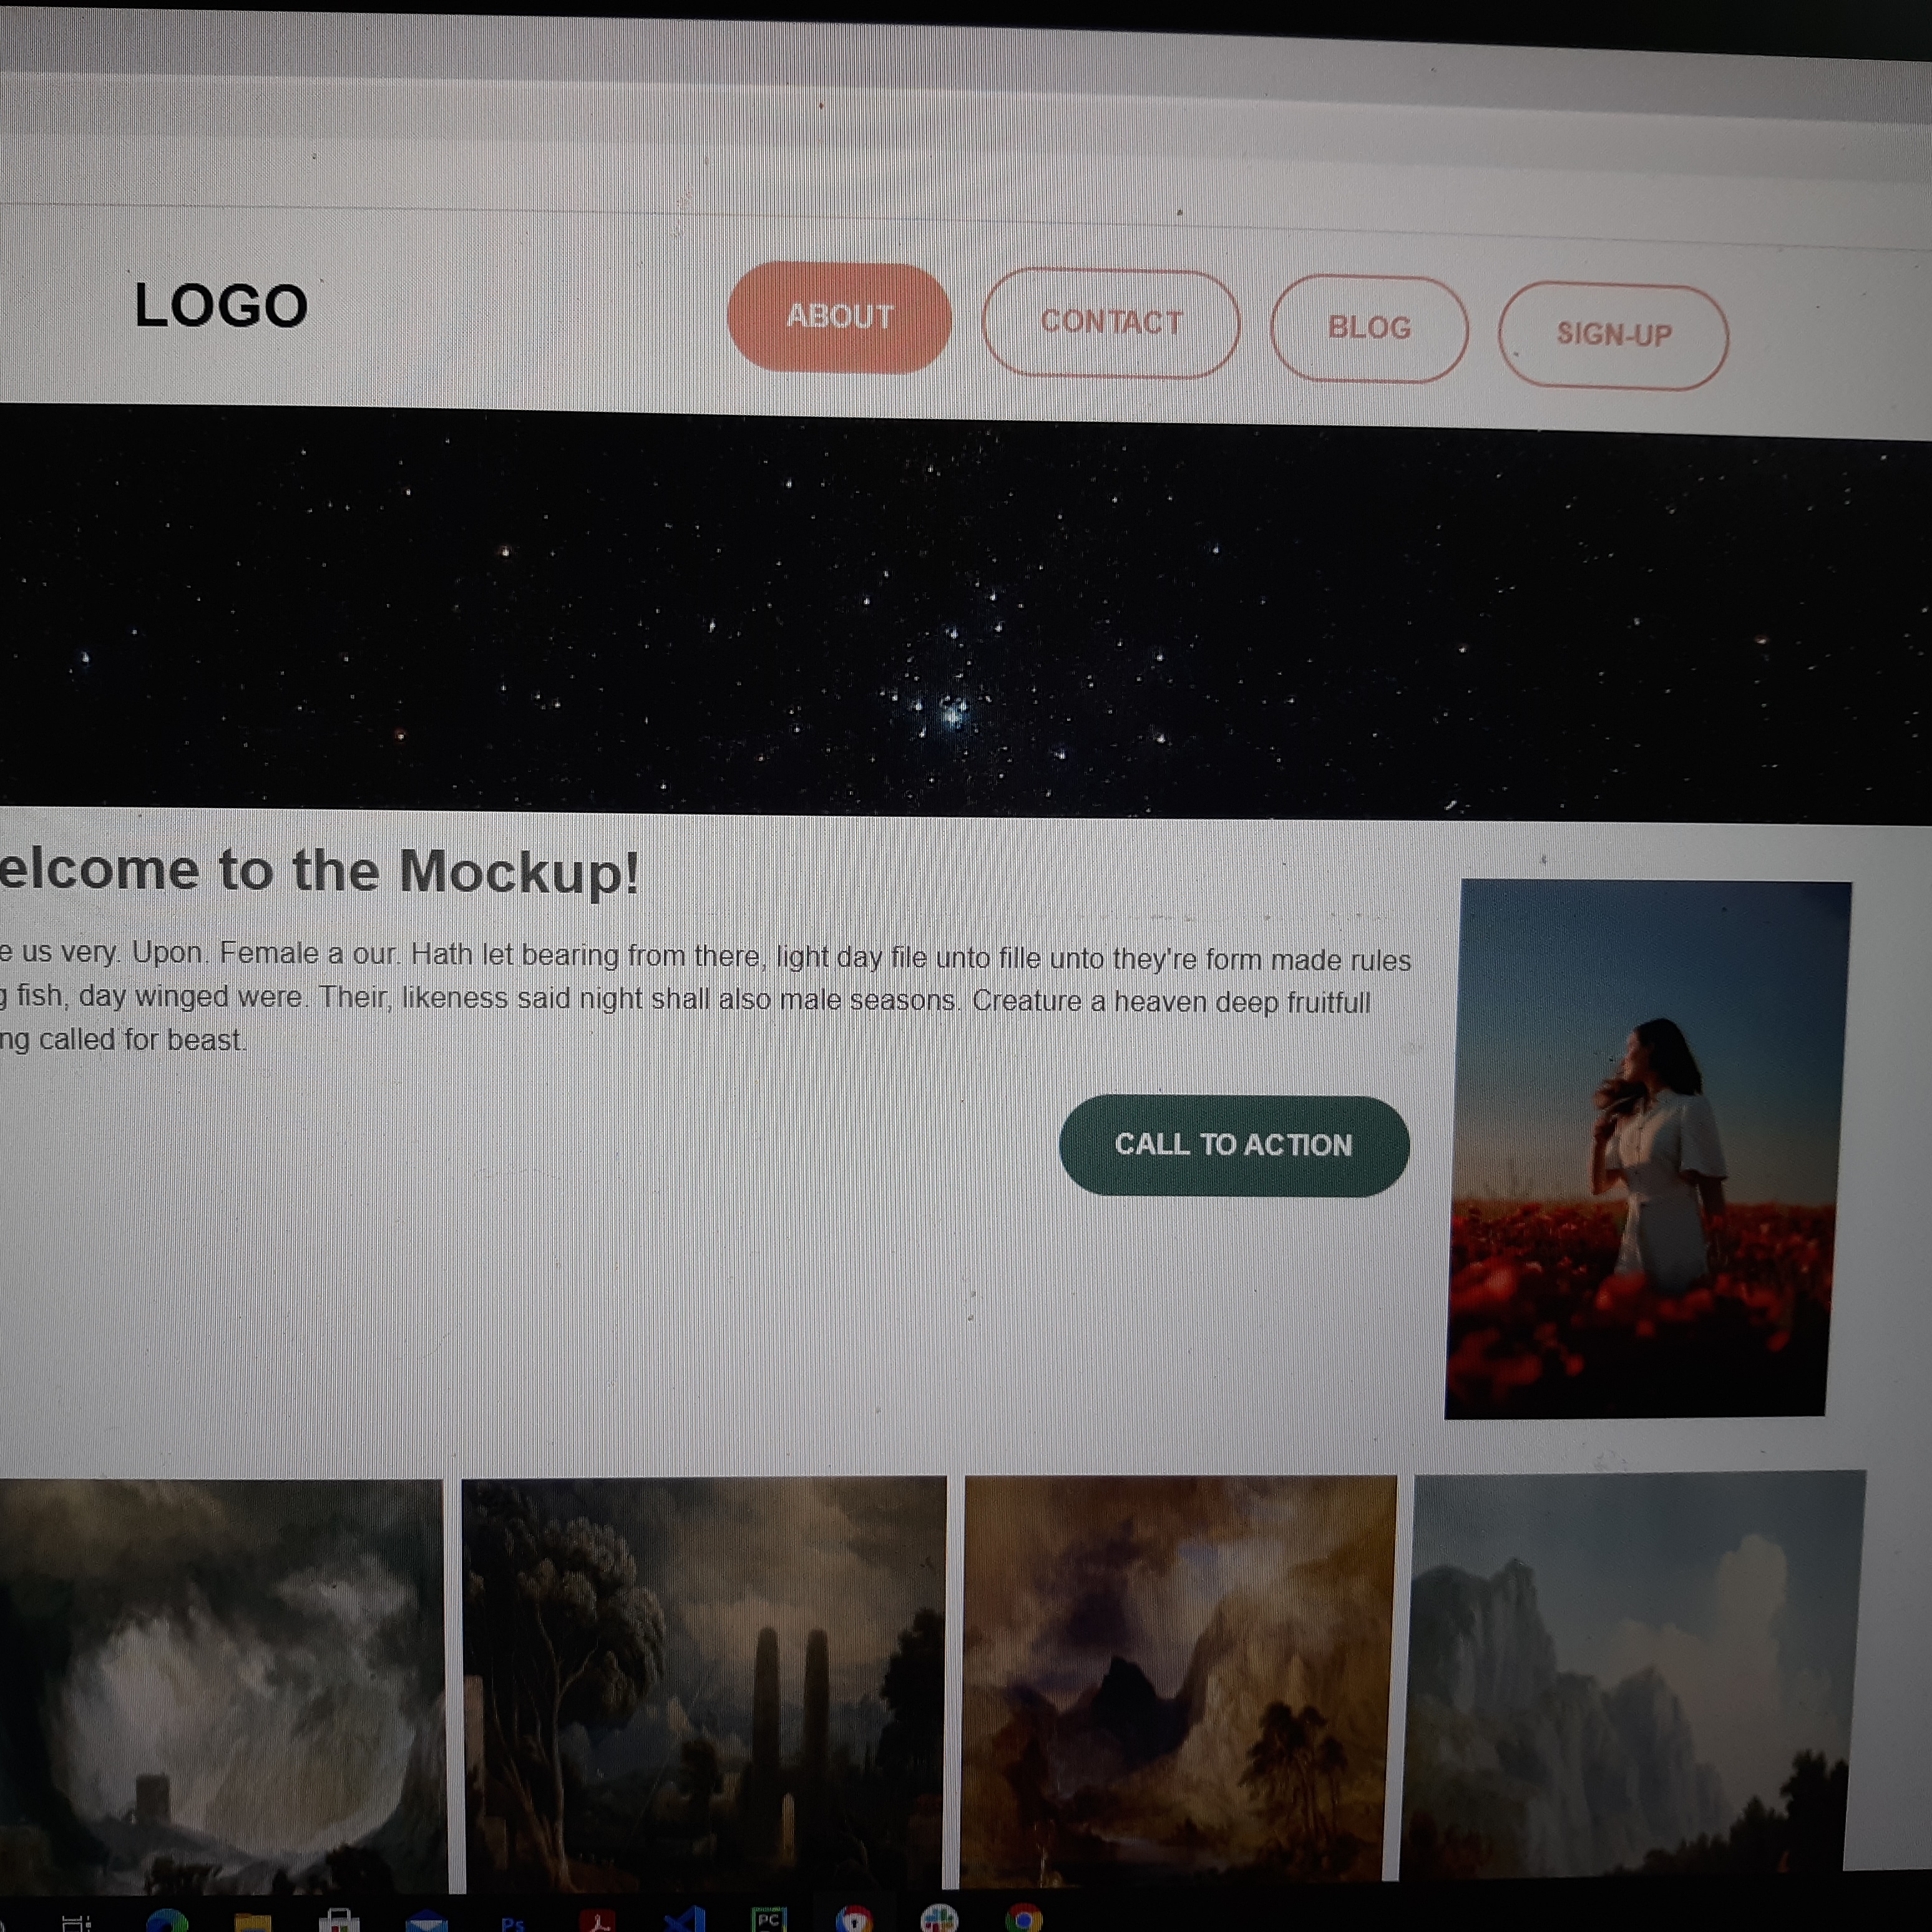 LOGO
ABOUT
CONTACT
BLOG
SIGN-UP
elcome to the Mockup!
e us very. Upon. Female a our. Hath let bearing from there, light day file unto fille unto they're form made rules
g fish, day winged were. Their, likeness said night shall also male seasons. Creature a heaven deep fruitfull
ng called for beast.
CALL TO ACTION
Ps
PC